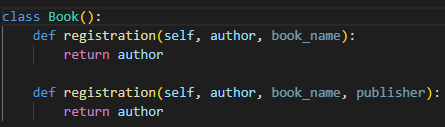 class Book():
    def registration(self, author, book_name):
        return author
    def registration(self, author, book_name, publisher):
        return author